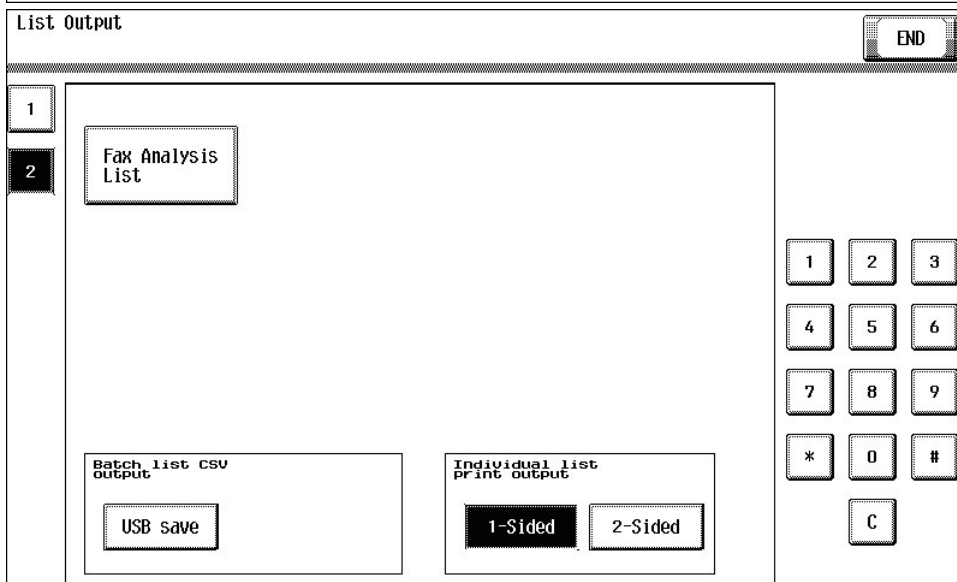 List Output
END
1
2
Fax Analysis
List
1 2 3
4 5 6
7 8 9
* 0 #
C
Batch list CSV
output
USB save
Individual list
print output
1-Sided 2-Sided